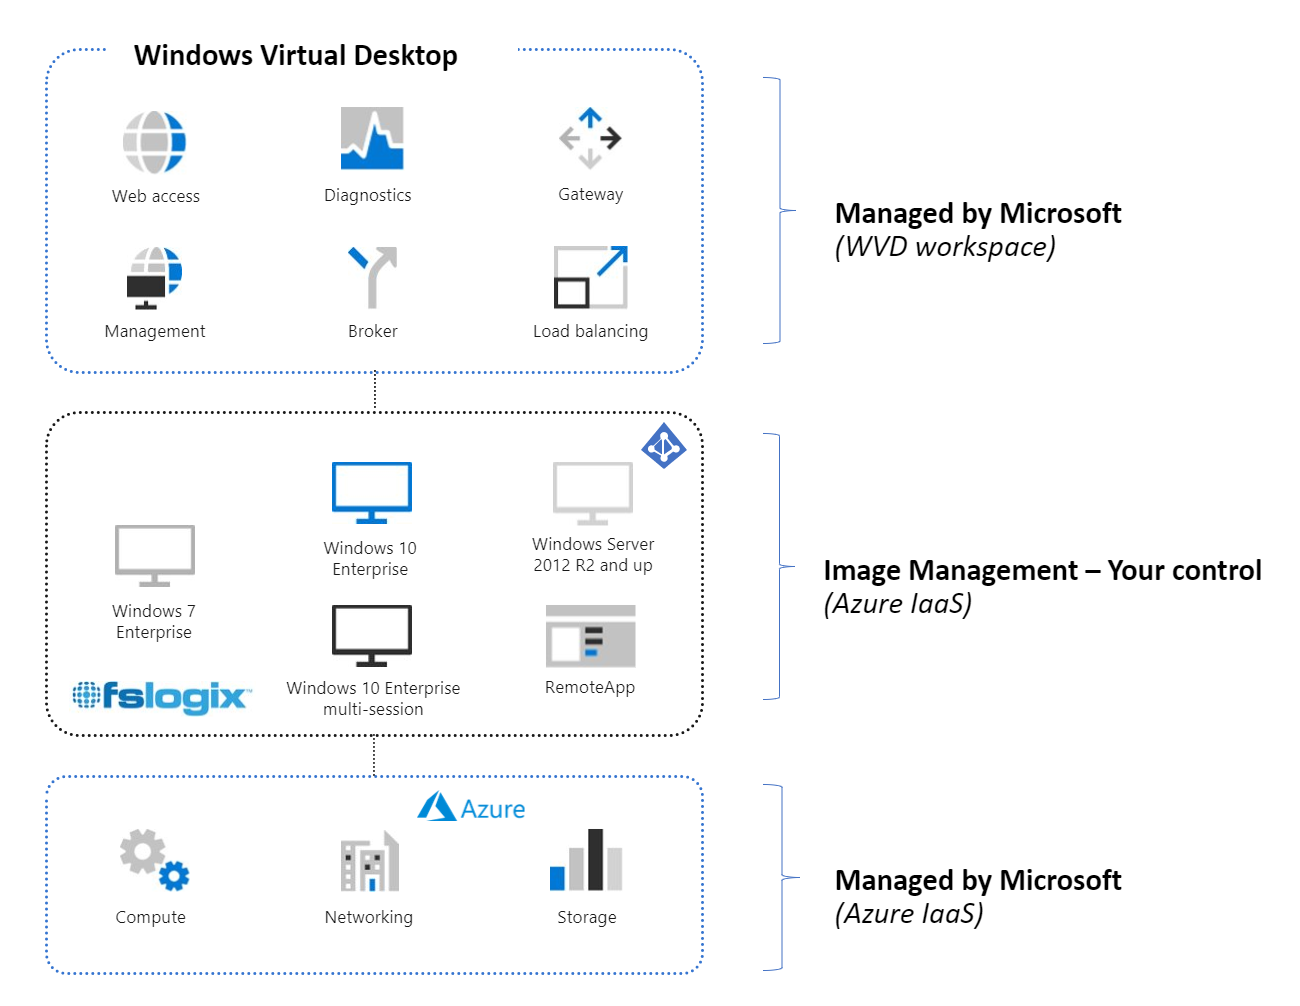 Windows Virtual Desktop
Web access
Diagnostics
Gateway
Management
Broker
Load balancing
Managed by Microsoft
(WVD workspace)
Windows 7
Enterprise
Windows 10
Enterprise
Windows Server
2012 R2 and up
fslogix™
Windows 10 Enterprise
multi-session
RemoteApp
Image Management – Your control
(Azure IaaS)
Azure
Compute
Networking
Storage
Managed by Microsoft
(Azure IaaS)